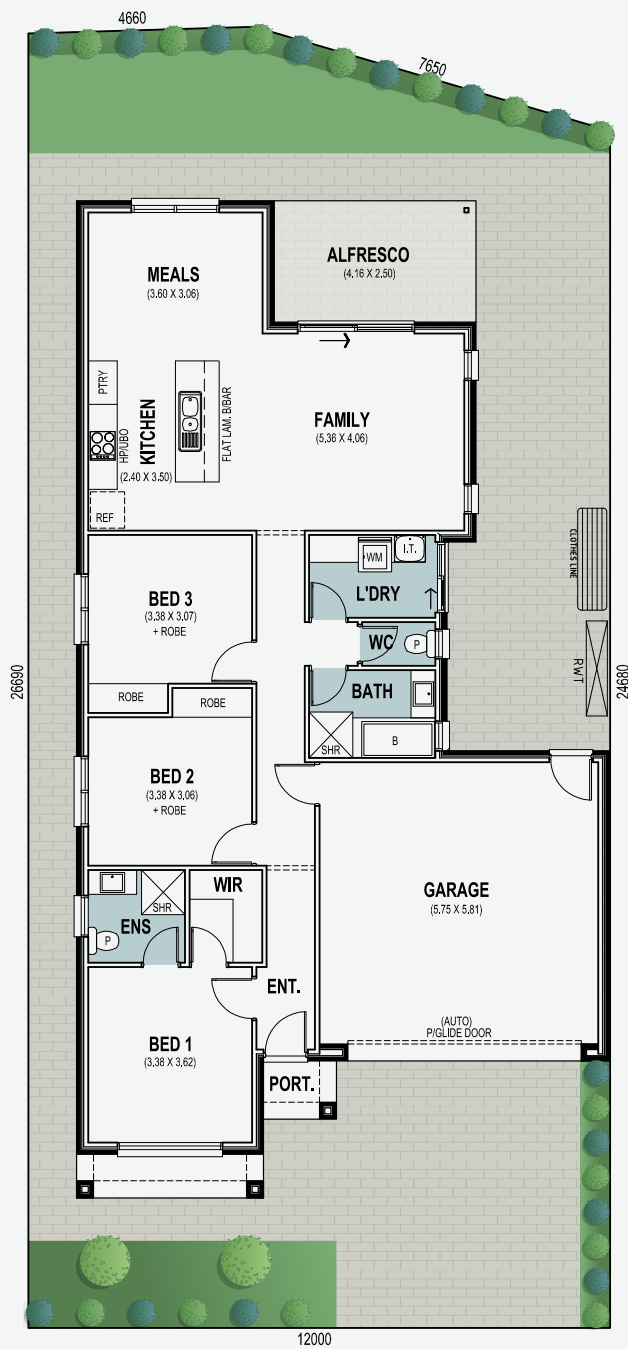 4660
7650
MEALS
(3.60 X 3.06)
ALFRESCO
(4.16 X 2.50)
PTRY
KITCHEN
(2.40 X 3.50)
HP/UBO
FLAT LAM. B/BAR
FAMILY
(5.36 X 4.06)
REF
WM
I.T.
L'DRY
CLOTHES LINE
BED 3
(3.38 X 3.07)
+ ROBE
WC
P
BATH
RWT
26690
24680
ROBE
ROBE
SHR
B
BED 2
(3.38 X 3.06)
+ ROBE
WIR
SHR
ENS
P
GARAGE
(5.75 X 5.81)
ENT.
(AUTO)
P/GLIDE DOOR
BED 1
(3.38 X 3.62)
PORT.
12000